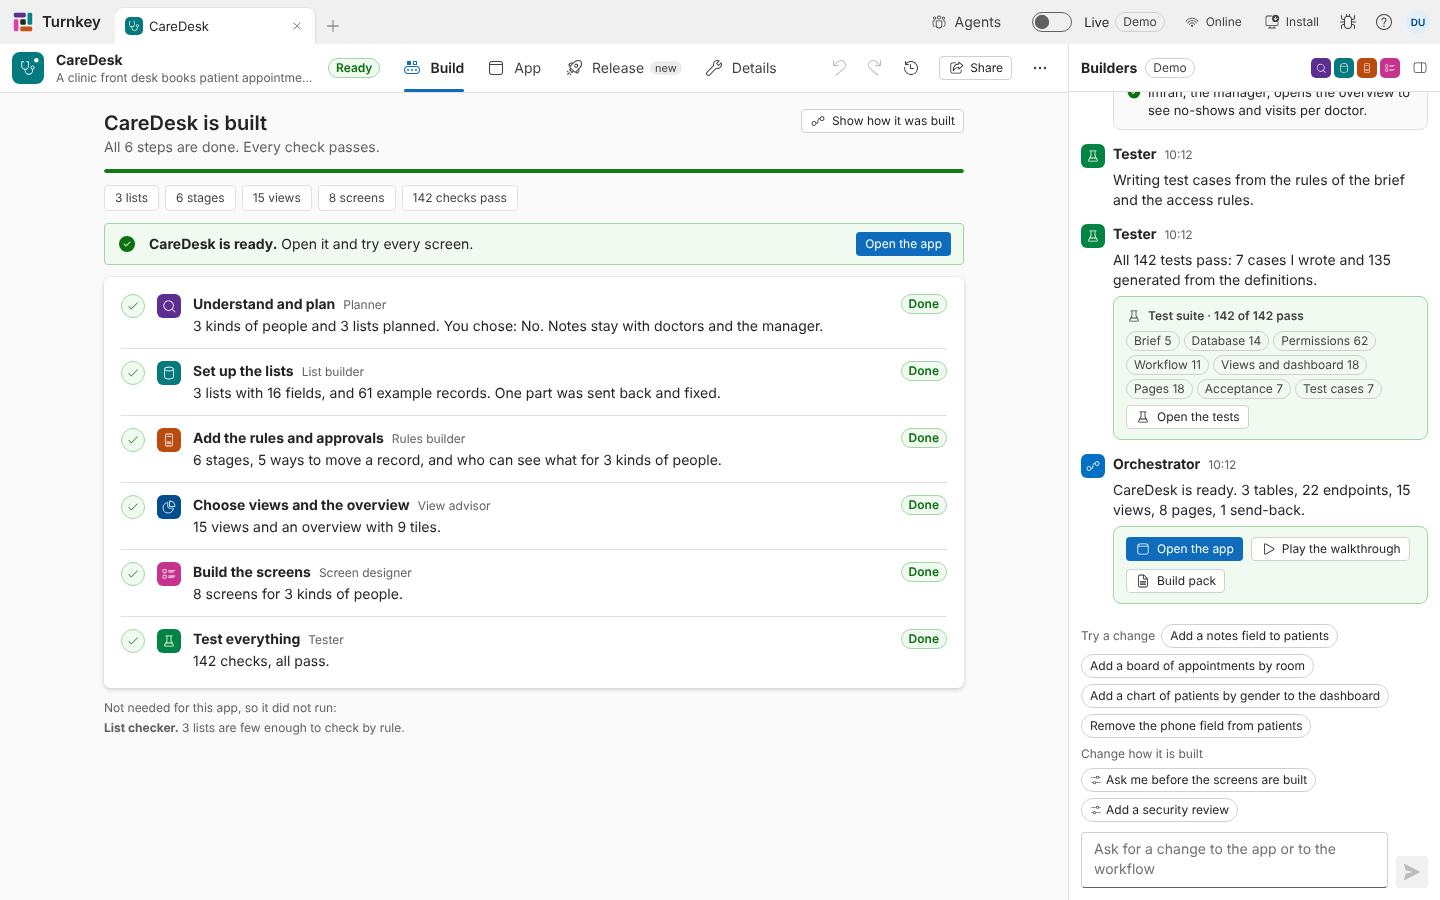 Turnkey
CareDesk
Agents
Live
Demo
Online
Install
DU
CareDesk
A clinic front desk books patient appointme...
Ready
Build
App
Release new
Details
Share
Builders
Demo
CareDesk is built
All 6 steps are done. Every check passes.
Show how it was built
3 lists
6 stages
15 views
8 screens
142 checks pass
CareDesk is ready. Open it and try every screen.
Open the app
Understand and plan Planner
Done
3 kinds of people and 3 lists planned. You chose: No. Notes stay with doctors and the manager.
Set up the lists List builder
Done
3 lists with 16 fields, and 61 example records. One part was sent back and fixed.
Add the rules and approvals Rules builder
Done
6 stages, 5 ways to move a record, and who can see what for 3 kinds of people.
Choose views and the overview View advisor
Done
15 views and an overview with 9 tiles.
Build the screens Screen designer
Done
8 screens for 3 kinds of people.
Test everything Tester
Done
142 checks, all pass.
Not needed for this app, so it did not run:
List checker. 3 lists are few enough to check by rule.
Imran, the manager, opens the overview to
see no-shows and visits per doctor.
Tester 10:12
Writing test cases from the rules of the brief
and the access rules.
Tester 10:12
All 142 tests pass: 7 cases I wrote and 135
generated from the definitions.
Test suite · 142 of 142 pass
Brief 5 Database 14 Permissions 62
Workflow 11 Views and dashboard 18
Pages 18 Acceptance 7 Test cases 7
Open the tests
Orchestrator 10:12
CareDesk is ready. 3 tables, 22 endpoints, 15
views, 8 pages, 1 send-back.
Open the app
Play the walkthrough
Build pack
Try a change Add a notes field to patients
Add a board of appointments by room
Add a chart of patients by gender to the dashboard
Remove the phone field from patients
Change how it is built
Ask me before the screens are built
Add a security review
Ask for a change to the app or to the
workflow